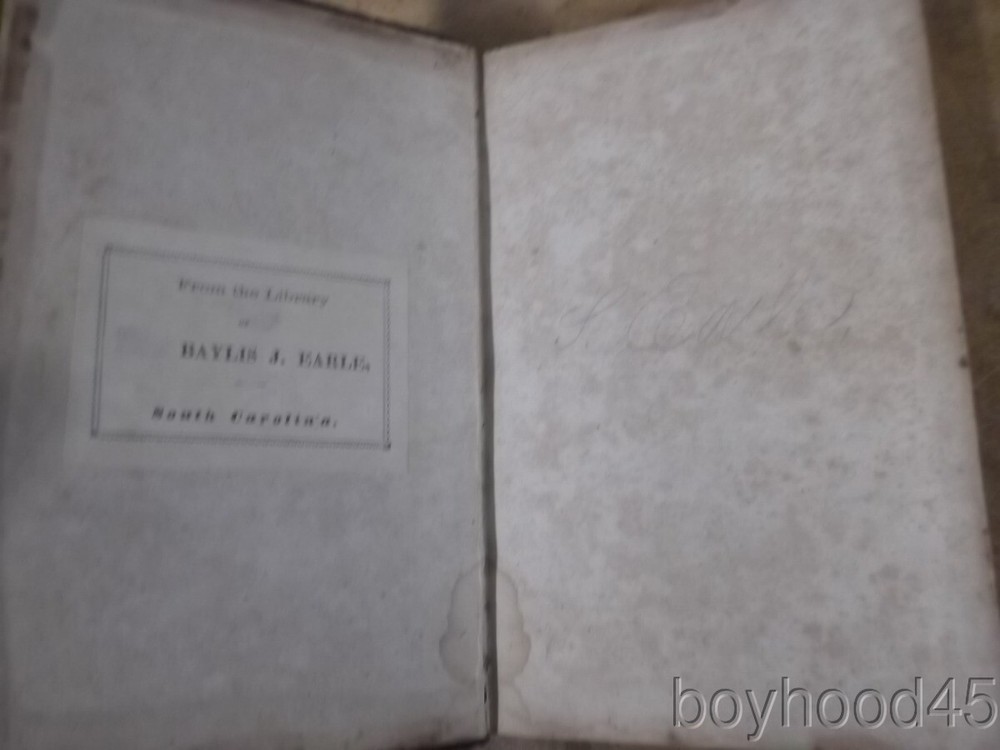 From the Library
of
BAYLIS J. EARLE,
South Carolina.
boyhood45